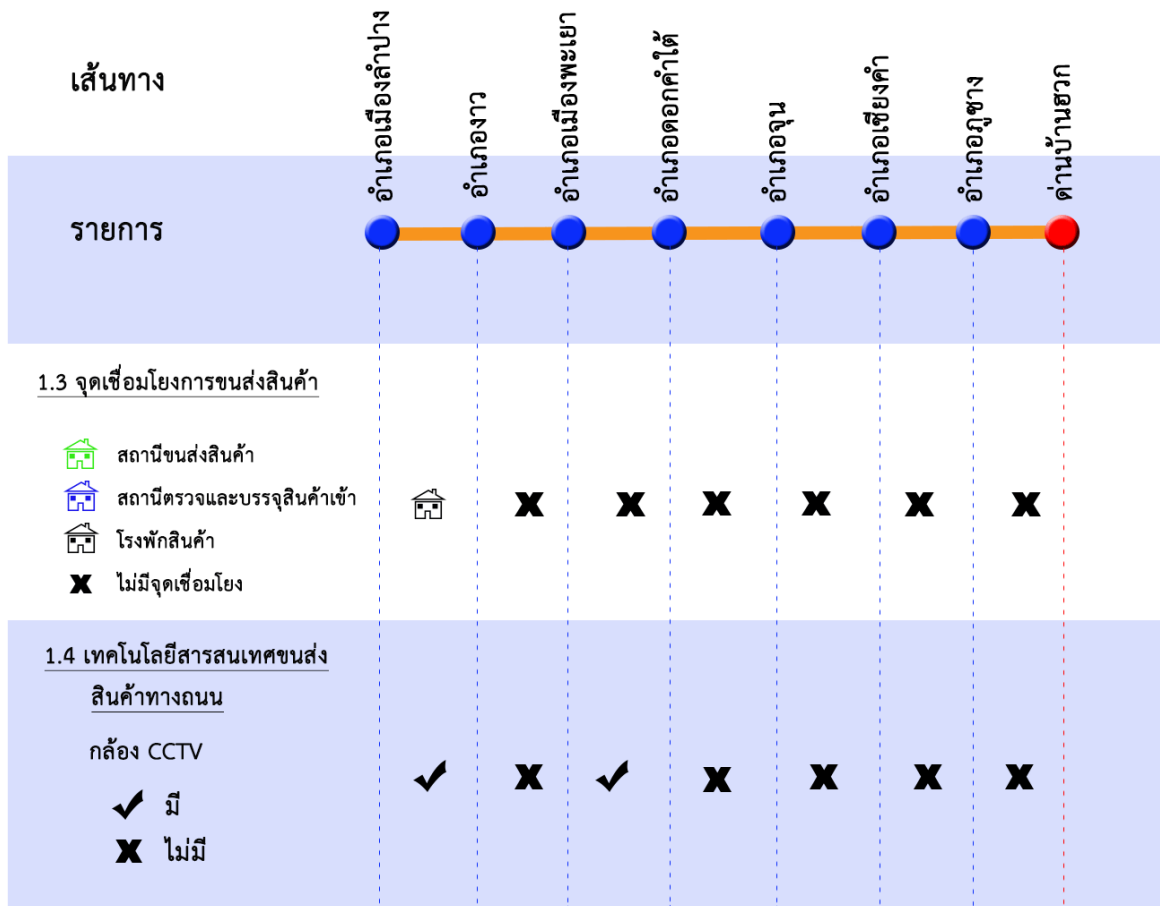 เส้นทาง
อำเภอเมืองลำปาง
อำเภองาว
อำเภอเมืองพะเยา
อำเภอดอกคำใต้
อำเภอจุน
อำเภอเชียงคำ
อำเภอภูซาง
ด่านบ้านฮวก
รายการ
1.3 จุดเชื่อมโยงการขนส่งสินค้า
สถานีขนส่งสินค้า
สถานีตรวจและบรรจุสินค้าเข้า
โรงพักสินค้า
ไม่มีจุดเชื่อมโยง
1.4 เทคโนโลยีสารสนเทศขนส่ง
สินค้าทางถนน
กล้อง CCTV
มี
ไม่มี